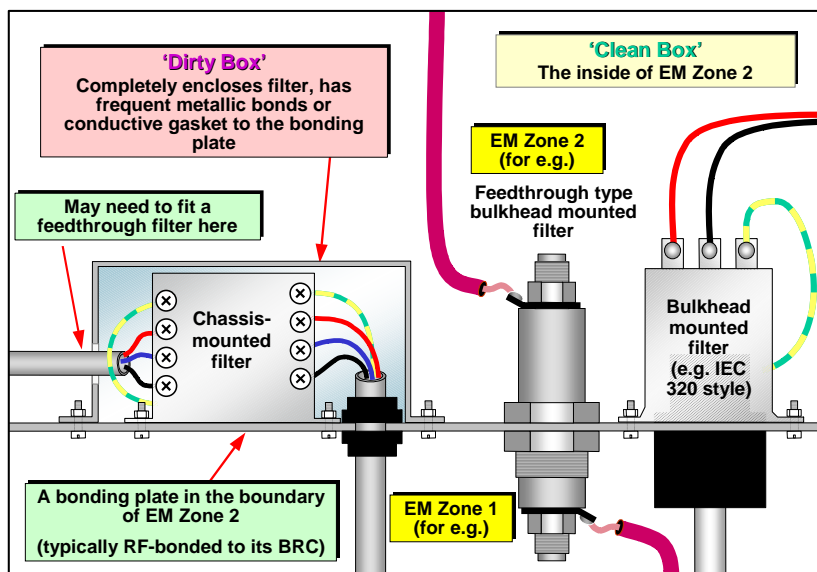 ‘Dirty Box’
Completely encloses filter, has
frequent metallic bonds or
conductive gasket to the bonding
plate
‘Clean Box’
The inside of EM Zone 2
EM Zone 2
(for e.g.)
Feedthrough type
bulkhead mounted
filter
May need to fit a
feedthrough filter here
Chassis-
mounted
filter
Bulkhead
mounted
filter
(e.g. IEC
320 style)
A bonding plate in the boundary
of EM Zone 2
(typically RF-bonded to its BRC)
EM Zone 1
(for e.g.)